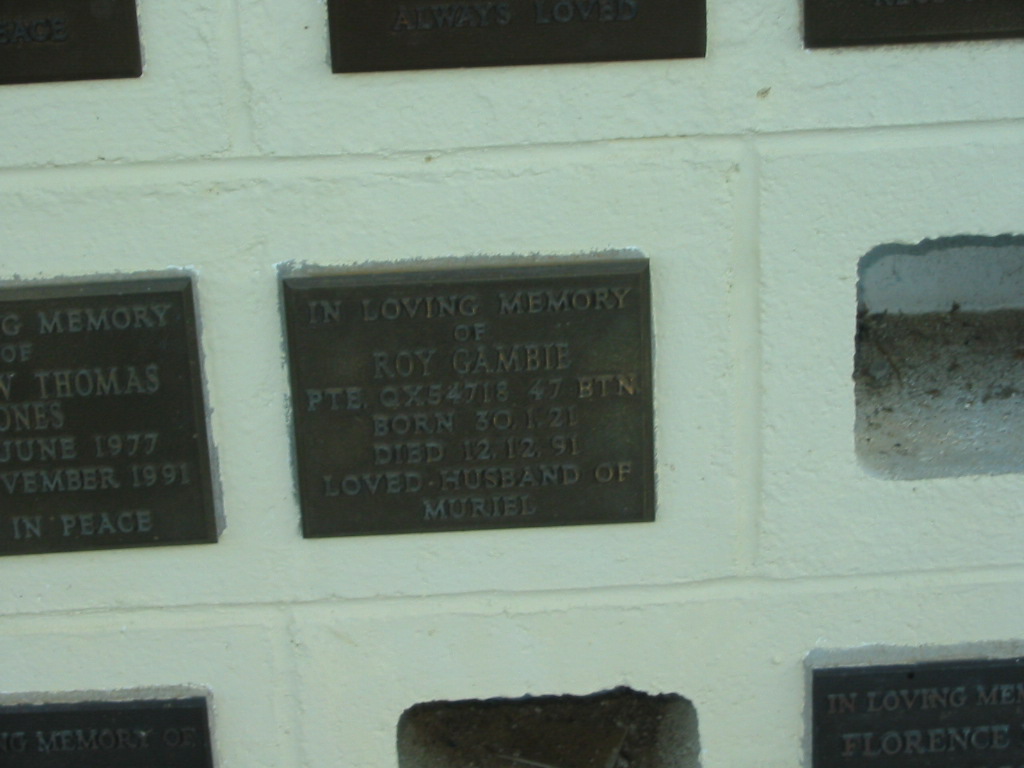 ALWAYS LOVED
G MEMORY
OF
THOMAS
ONES
JUNE 1977
VEMBER 1991
IN PEACE
IN LOVING MEMORY
OF
ROY GAMBIE
PTE. QX54718 47 BTN
BORN 30.1.21
DIED 12.12.91
LOVED HUSBAND OF
MURIEL
NG MEMORY OF
IN LOVING MEM
FLORENCE